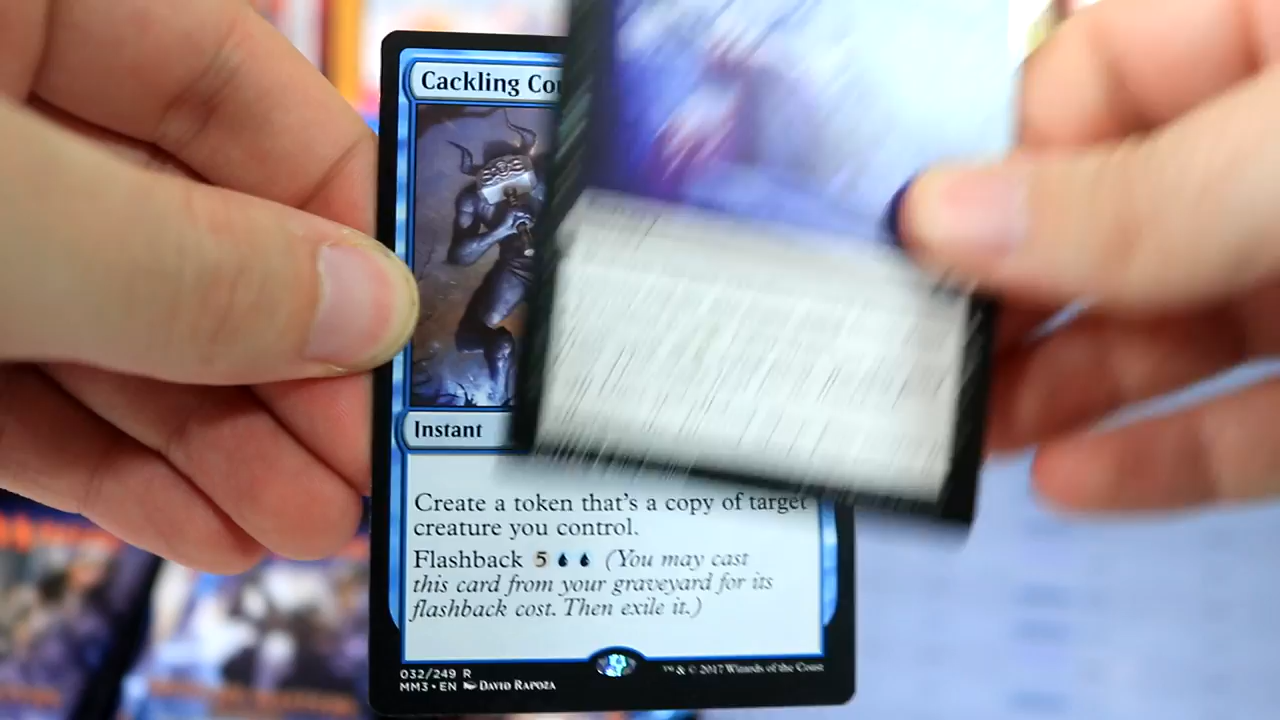 Cackling Co
Instant
Create a token that's a copy of target
creature you control.
Flashback 5 (You may cast
this card from your graveyard for its
flashback cost. Then exile it.)
032/249 R
MM3 • EN DAVID RAPOZA
™ & © 2017 Wizards of the Coast